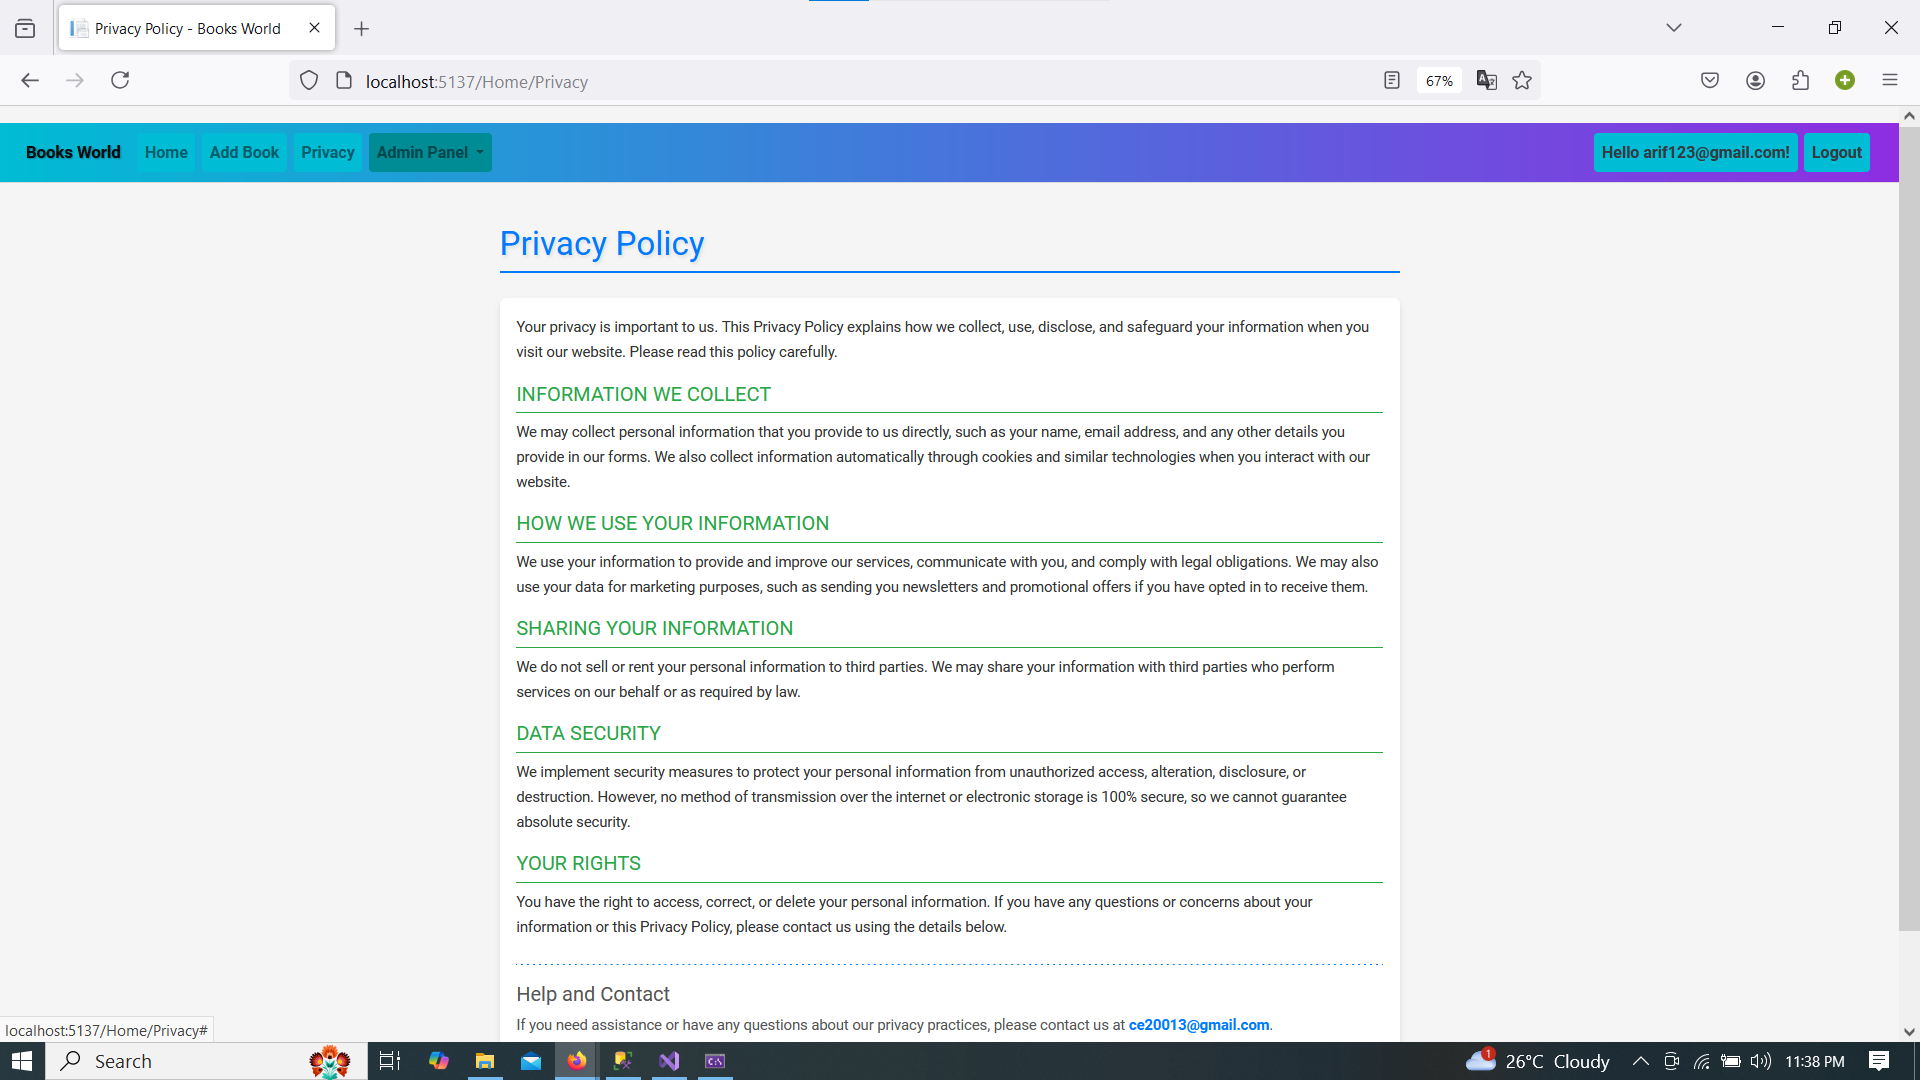 Privacy Policy - Books World
localhost:5137/Home/Privacy
67%
Books World
Home
Add Book
Privacy
Admin Panel
Hello arif123@gmail.com!
Logout
Privacy Policy
Your privacy is important to us. This Privacy Policy explains how we collect, use, disclose, and safeguard your information when you
visit our website. Please read this policy carefully.
INFORMATION WE COLLECT
We may collect personal information that you provide to us directly, such as your name, email address, and any other details you
provide in our forms. We also collect information automatically through cookies and similar technologies when you interact with our
website.
HOW WE USE YOUR INFORMATION
We use your information to provide and improve our services, communicate with you, and comply with legal obligations. We may also
use your data for marketing purposes, such as sending you newsletters and promotional offers if you have opted in to receive them.
SHARING YOUR INFORMATION
We do not sell or rent your personal information to third parties. We may share your information with third parties who perform
services on our behalf or as required by law.
DATA SECURITY
We implement security measures to protect your personal information from unauthorized access, alteration, disclosure, or
destruction. However, no method of transmission over the internet or electronic storage is 100% secure, so we cannot guarantee
absolute security.
YOUR RIGHTS
You have the right to access, correct, or delete your personal information. If you have any questions or concerns about your
information or this Privacy Policy, please contact us using the details below.
Help and Contact
If you need assistance or have any questions about our privacy practices, please contact us at ce20013@gmail.com.
localhost:5137/Home/Privacy#
Search
1
26°C Cloudy
11:38 PM